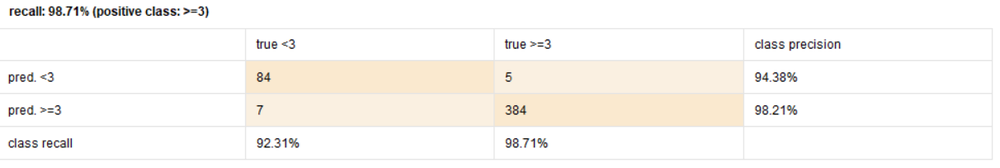 recall: 98.71% (positive class: >=3)
true <3 true >=3 class precision
pred. <3 84 5 94.38%
pred. >=3 7 384 98.21%
class recall 92.31% 98.71%